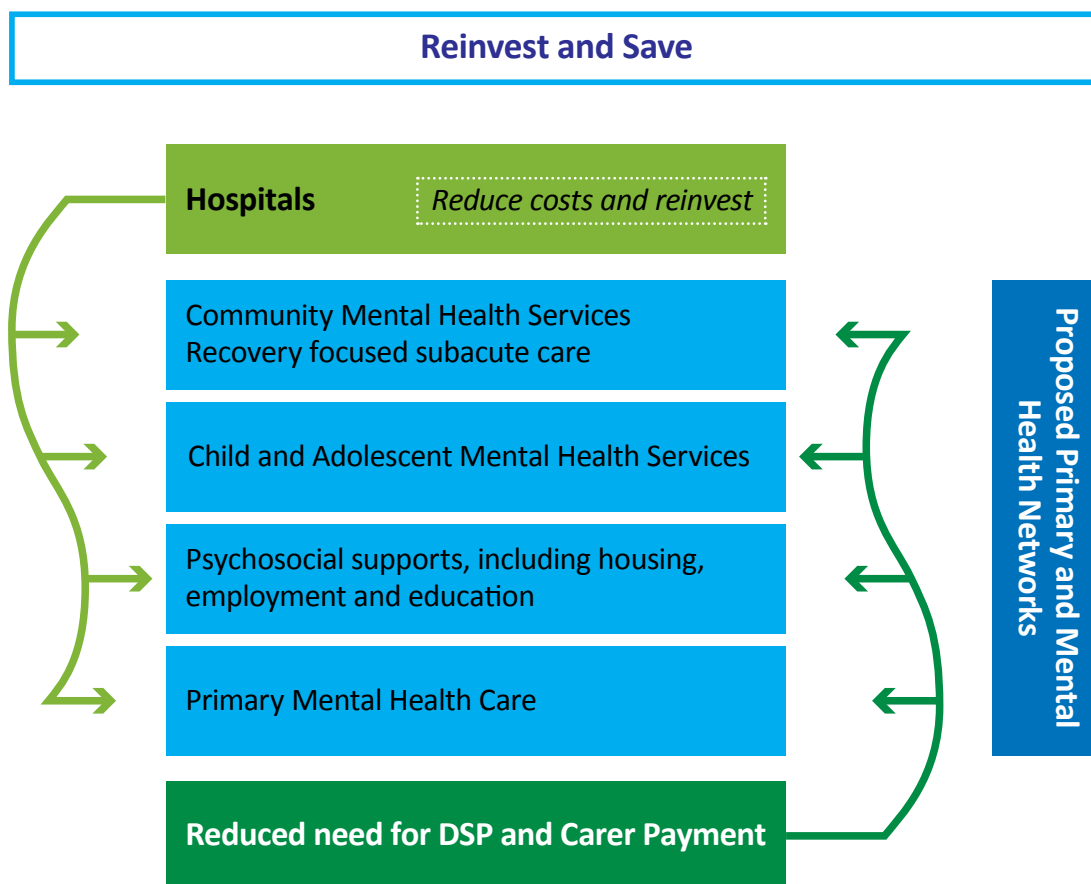 Reinvest and Save
Hospitals
Reduce costs and reinvest
Community Mental Health Services
Recovery focused subacute care
Child and Adolescent Mental Health Services
Psychosocial supports, including housing,
employment and education
Primary Mental Health Care
Reduced need for DSP and Carer Payment
Proposed Primary and Mental
Health Networks